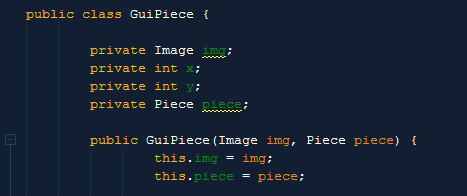 public class GuiPiece {
private Image img;
private int x;
private int y;
private Piece piece;
public GuiPiece(Image img, Piece piece) {
this.img = img;
this.piece = piece;